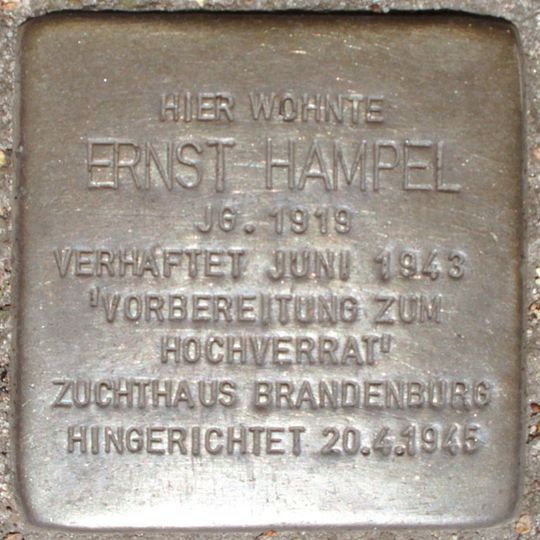 HIER WOHNTE
ERNST HAMPEL
JG. 1919
VERHAFTET JUNI 1943
'VORBEREITUNG ZUM
HOCHVERRAT'
ZUCHTHAUS BRANDENBURG
HINGERICHTET 20.4.1945